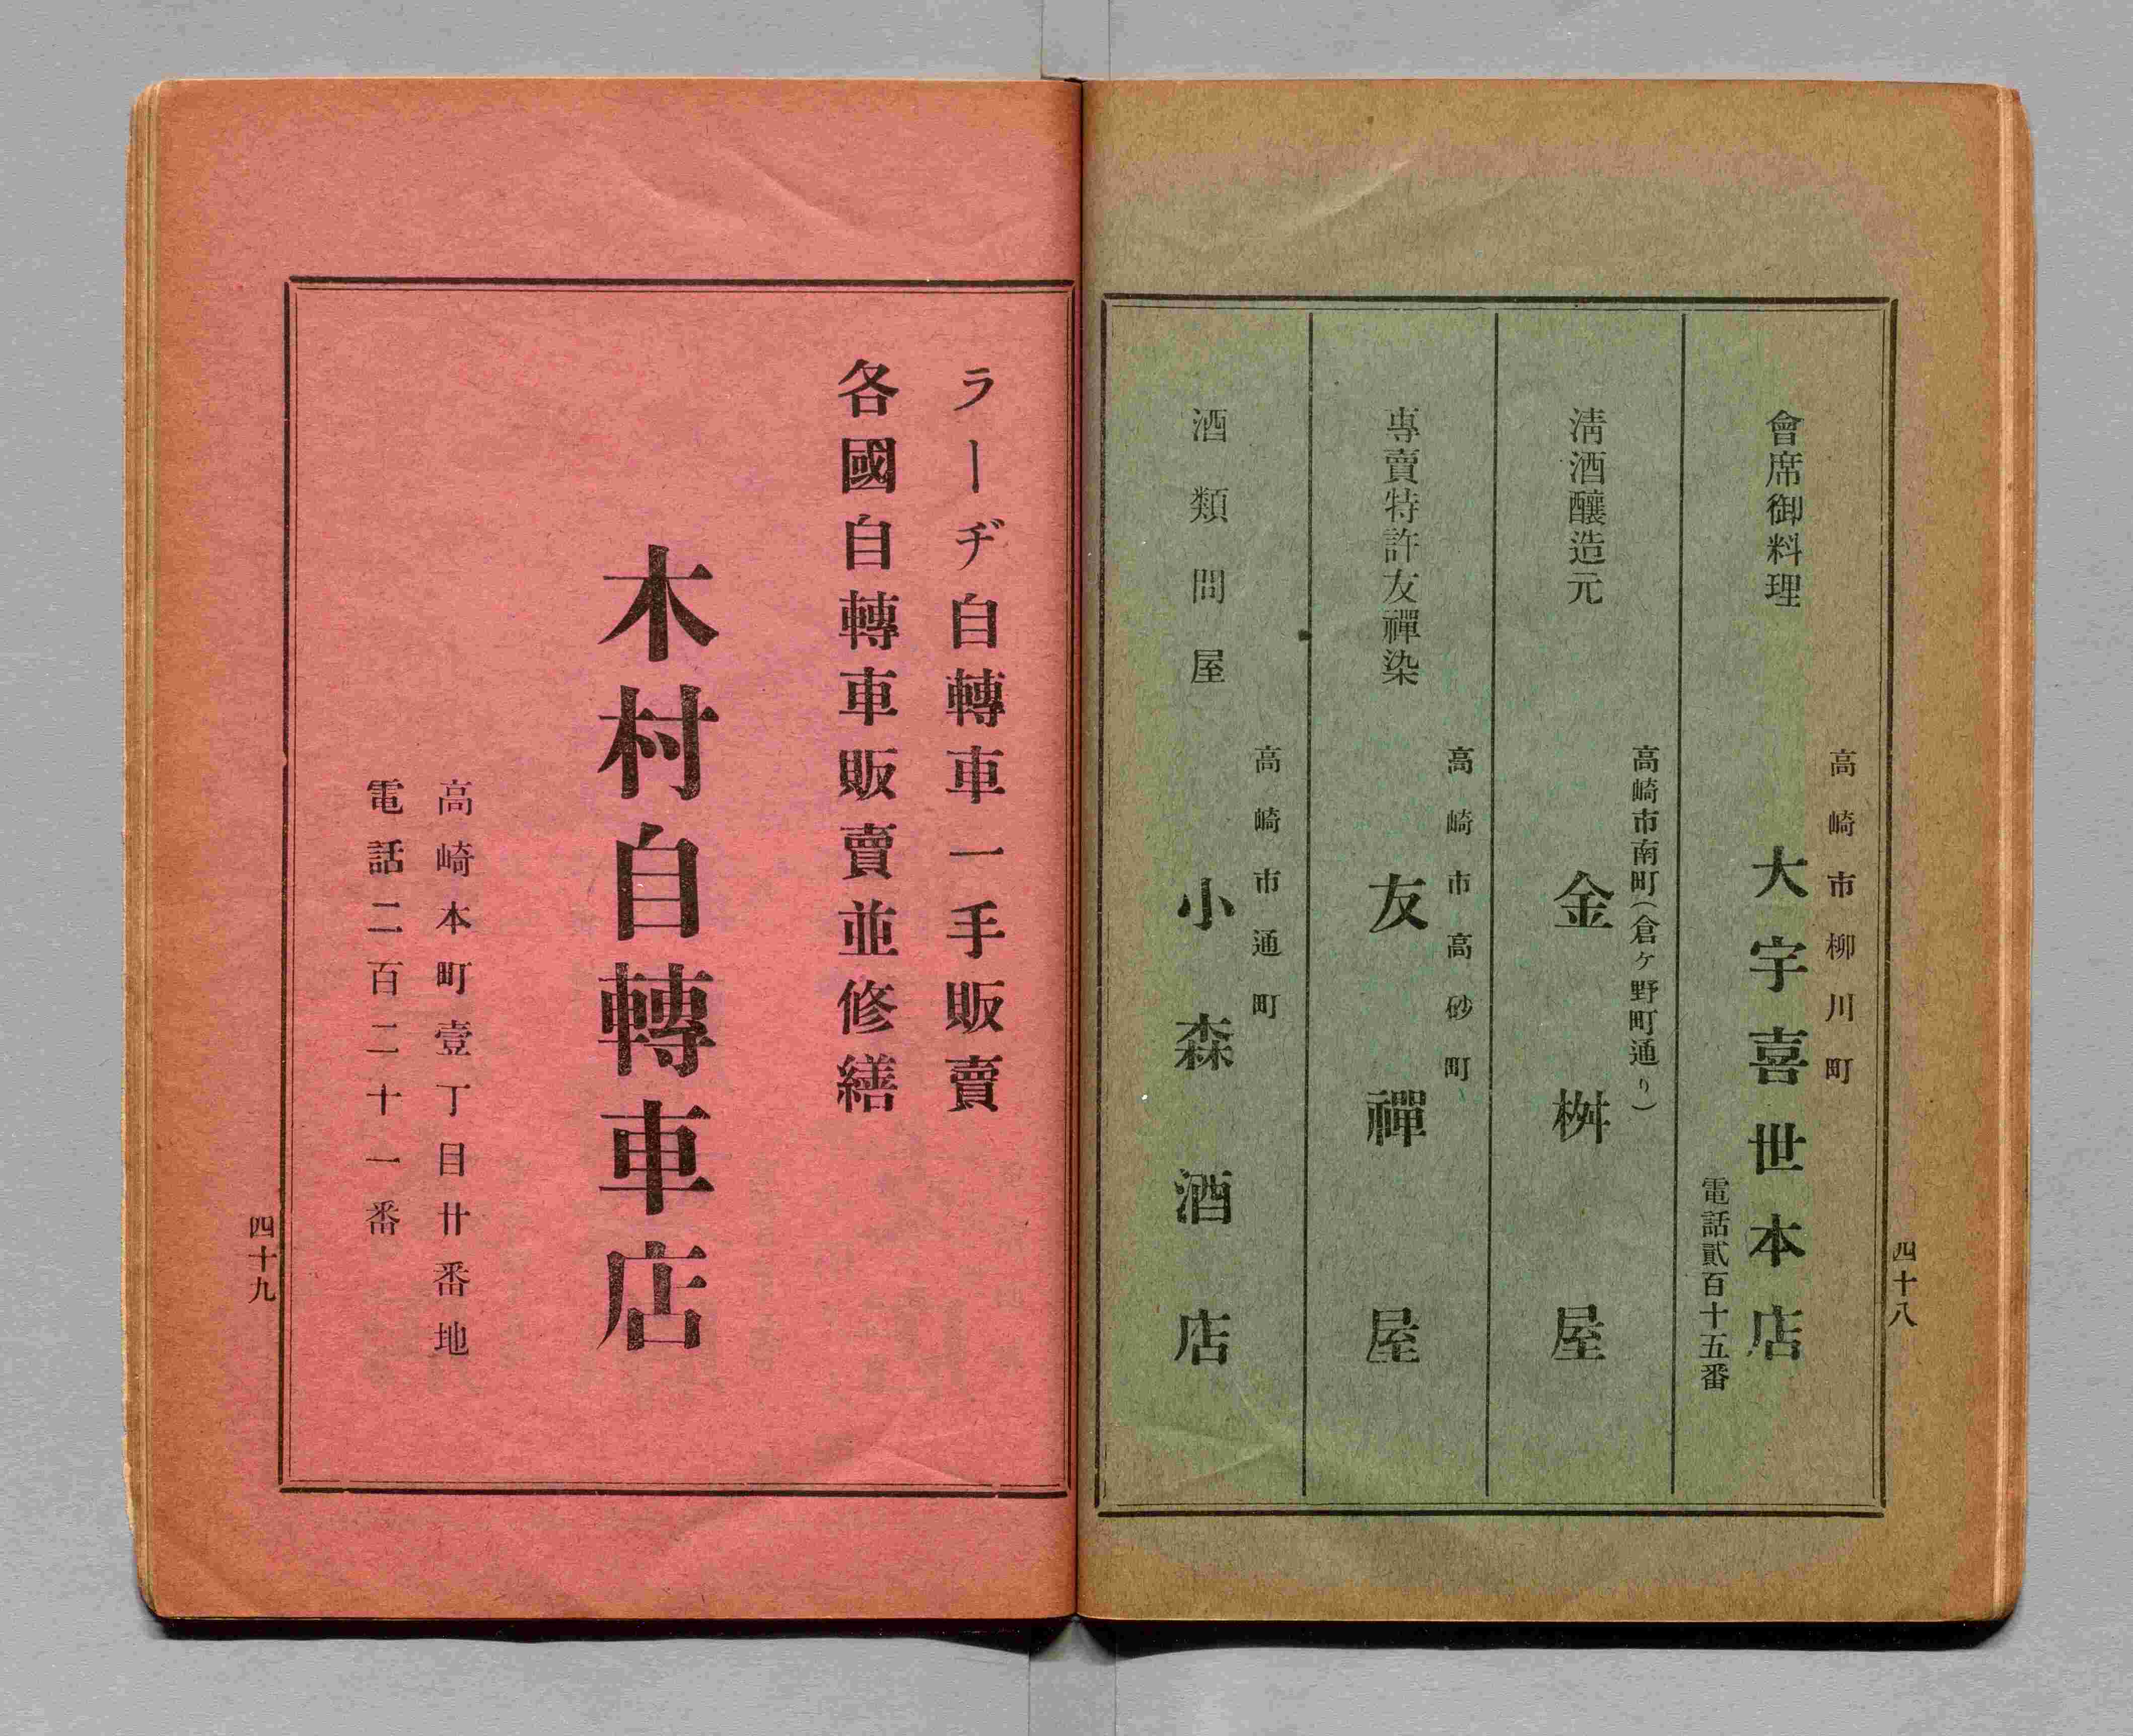 會席御料理
高崎市柳川町
大宇喜世本店
電話貳百十五番
淸酒釀造元
高崎市南町(倉ケ野町通り)
金桝屋
專賣特許友禪染
高崎市高砂町
友禪屋
酒類問屋
高崎市通町
小森酒店
四十八
ラーヂ自轉車一手販賣
各國自轉車販賣並修繕
木村自轉車店
高崎本町壹丁目廿番地
電話二百二十一番
四十九